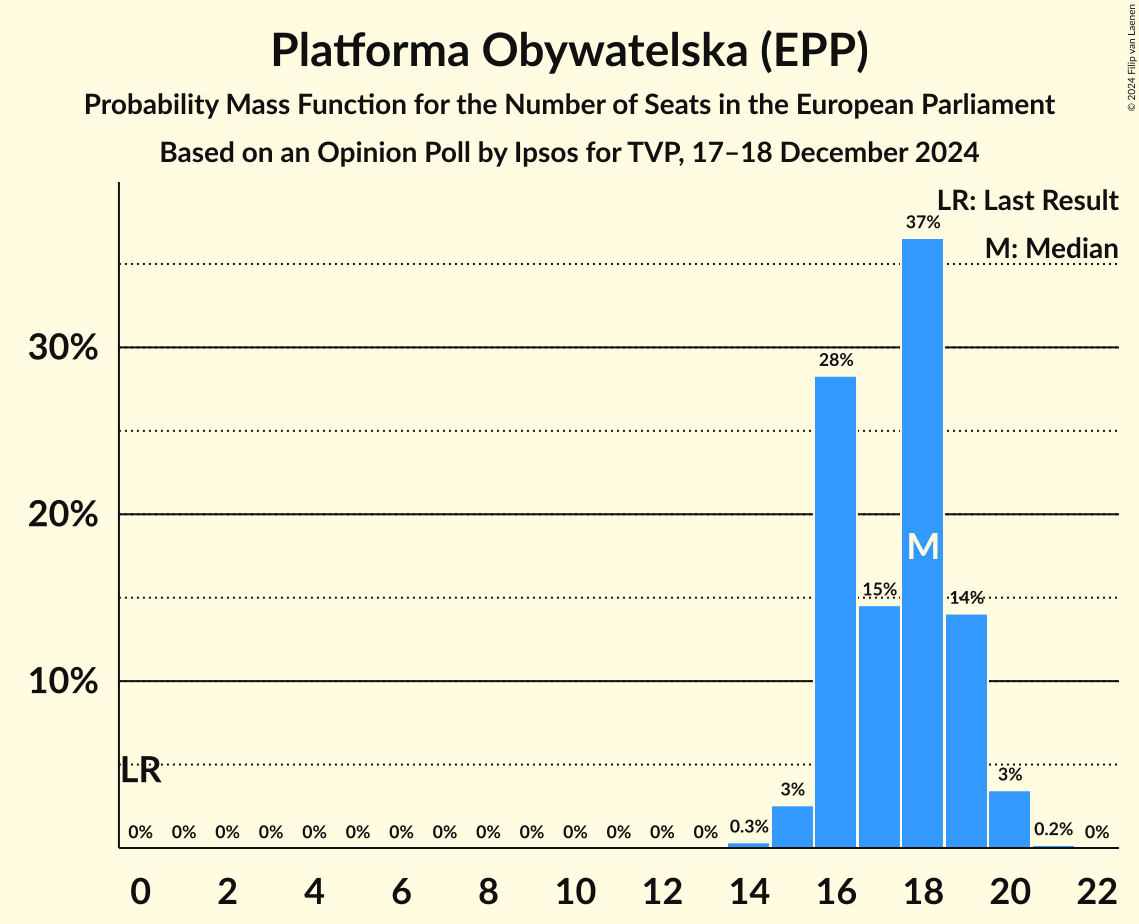 Platforma Obywatelska (EPP)
Probability Mass Function for the Number of Seats in the European Parliament
Based on an Opinion Poll by Ipsos for TVP, 17–18 December 2024
© 2024 Filip van Laenen
LR: Last Result
M: Median
37%
30%
28%
20%
M
15%
14%
10%
LR
3%
3%
0% 0% 0% 0% 0% 0% 0% 0% 0% 0% 0% 0% 0% 0% 0.3% 0.2% 0%
0 2 4 6 8 10 12 14 16 18 20 22